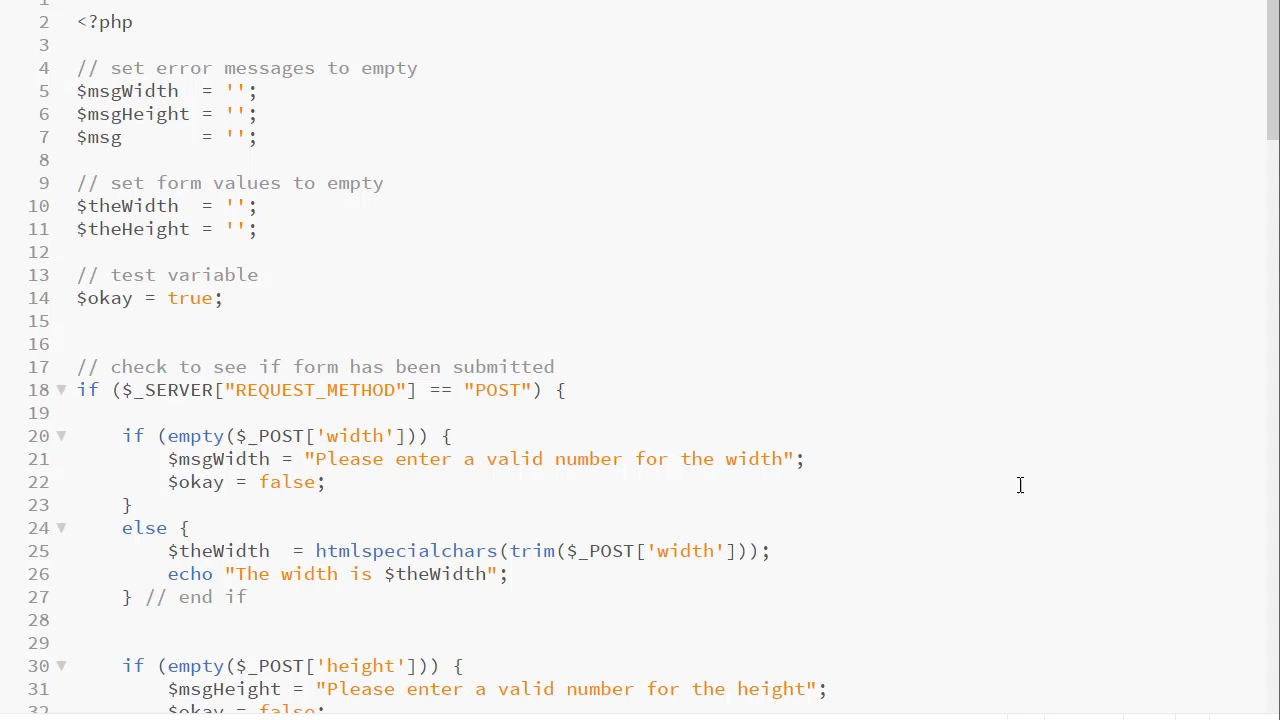 2 <?php
3
4 // set error messages to empty
5 $msgWidth  = '';
6 $msgHeight = '';
7 $msg       = '';
8
9 // set form values to empty
10 $theWidth  = '';
11 $theHeight = '';
12
13 // test variable
14 $okay = true;
15
16
17 // check to see if form has been submitted
18 if ($_SERVER["REQUEST_METHOD"] == "POST") {
19
20     if (empty($_POST['width'])) {
21         $msgWidth = "Please enter a valid number for the width";
22         $okay = false;
23     }
24     else {
25         $theWidth  = htmlspecialchars(trim($_POST['width']));
26         echo "The width is $theWidth";
27     } // end if
28
29
30     if (empty($_POST['height'])) {
31         $msgHeight = "Please enter a valid number for the height";
32         $okay = false;